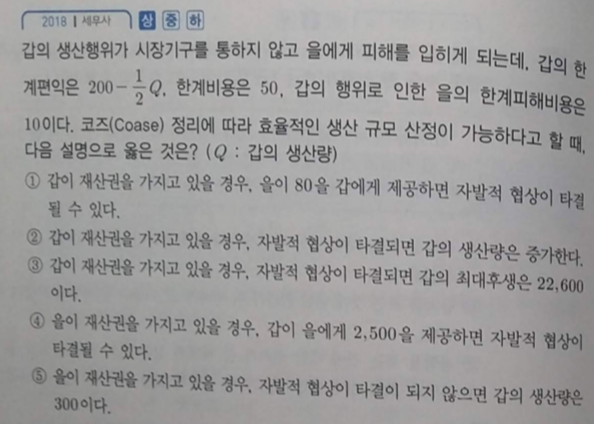 2018 | 세무사 상 중 하
갑의 생산행위가 시장기구를 통하지 않고 을에게 피해를 입히게 되는데, 갑의 한
계편익은 200 - 1/2 Q, 한계비용은 50, 갑의 행위로 인한 을의 한계피해비용은
10이다. 코즈(Coase) 정리에 따라 효율적인 생산 규모 산정이 가능하다고 할 때,
다음 설명으로 옳은 것은? (Q : 갑의 생산량)
① 갑이 재산권을 가지고 있을 경우, 을이 80을 갑에게 제공하면 자발적 협상이 타결
될 수 있다.
② 갑이 재산권을 가지고 있을 경우, 자발적 협상이 타결되면 갑의 생산량은 증가한다.
③ 갑이 재산권을 가지고 있을 경우, 자발적 협상이 타결되면 갑의 최대후생은 22,600
이다.
④ 을이 재산권을 가지고 있을 경우, 갑이 을에게 2,500을 제공하면 자발적 협상이
타결될 수 있다.
⑤ 을이 재산권을 가지고 있을 경우, 자발적 협상이 타결이 되지 않으면 갑의 생산량은
300이다.